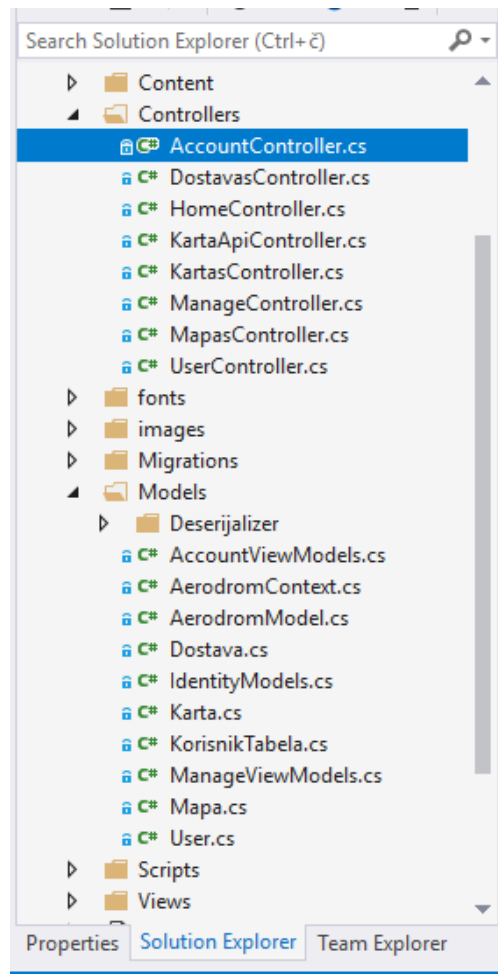 Search Solution Explorer (Ctrl+č)
Content
Controllers
C# AccountController.cs
C# DostavasController.cs
C# HomeController.cs
C# KartaApiController.cs
C# KartasController.cs
C# ManageController.cs
C# MapasController.cs
C# UserController.cs
fonts
images
Migrations
Models
Deserijalizer
C# AccountViewModels.cs
C# AerodromContext.cs
C# AerodromModel.cs
C# Dostava.cs
C# IdentityModels.cs
C# Karta.cs
C# KorisnikTabela.cs
C# ManageViewModels.cs
C# Mapa.cs
C# User.cs
Scripts
Views
Properties Solution Explorer Team Explorer